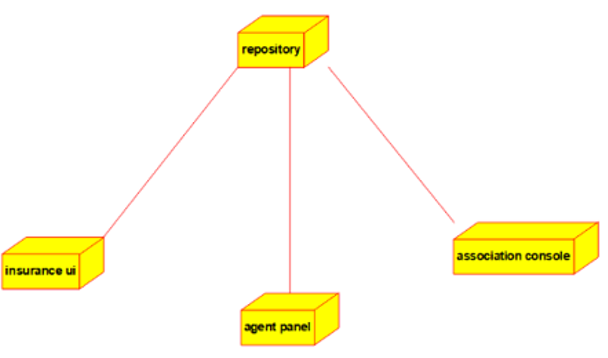 repository
insurance ui
association console
agent panel